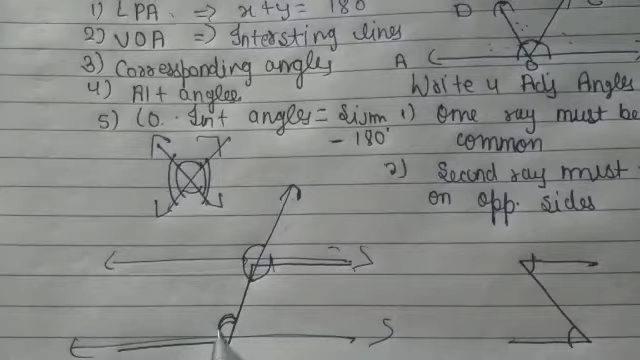 1) LPA. => x+y = 180
2) VOA => Intersting lines
3) Corresponding angles
4) Alt angles
5) CO. Int angles = Sum
- 180°
D
A
Write 4 Adj Angles
1) One ray must be
common
2) Second ray must
on opp. sides